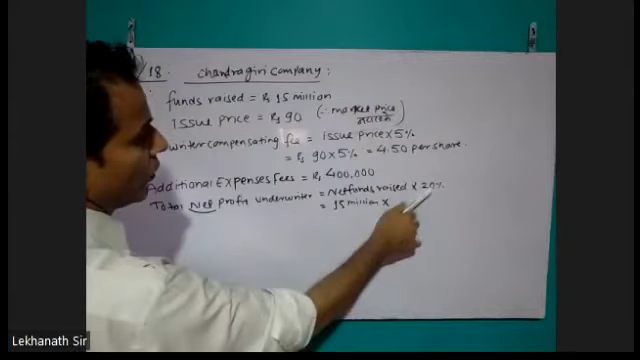 /18. Chandragiri Company:
funds raised = Rs 15 million
Issue price = Rs 90 (∴ market price
writer compensating fee = issue price × 5%
= Rs 90 × 5% = 4.50 per share.
Additional Expenses Fees = Rs 400,000
Total Net Profit underwriter = Net funds raised × 20%
= 15 million ×
Lekhanath Sir